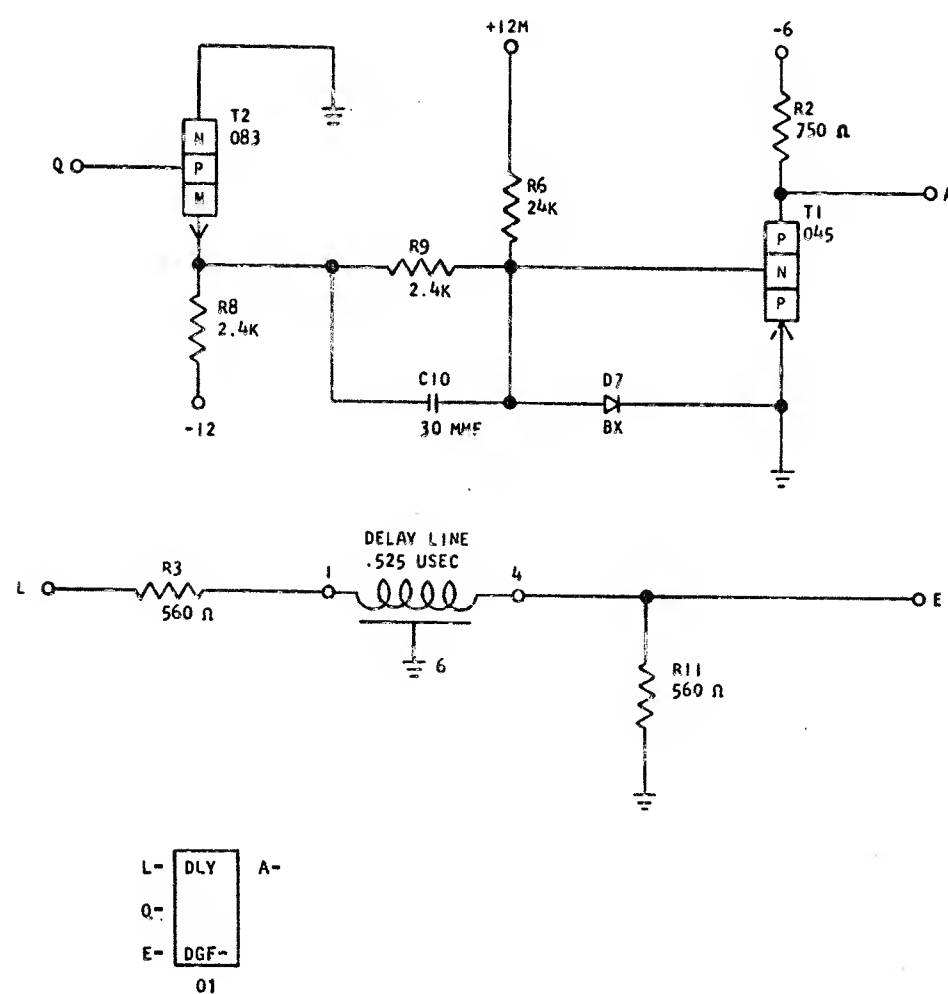 +12M
-6
T2
083
N
P
M
Q
R2
750 Ω
R6
24K
A
T1
045
P
N
P
R9
2.4K
R8
2.4K
-12
C10
30 MMF
D7
BX
DELAY LINE
.525 USEC
L
R3
560 Ω
1
4
E
6
R11
560 Ω
L-
DLY
A-
Q-
E-
DGF-
01